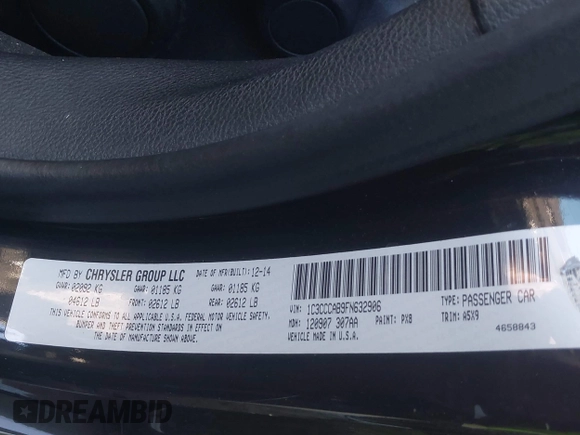 MFD BY CHRYSLER GROUP LLC DATE OF MFR(BUILT): 12-14
GVWR: 02092 KG GAWR: 01185 KG GAWR: 01185 KG
04612 LB FRONT: 02612 LB REAR: 02612 LB
THIS VEHICLE CONFORMS TO ALL APPLICABLE U.S.A. FEDERAL MOTOR VEHICLE SAFETY,
BUMPER AND THEFT PREVENTION STANDARDS IN EFFECT ON
THE DATE OF MANUFACTURE SHOWN ABOVE.
VIN: 1C3CCCAB9FN632906 TYPE: PASSENGER CAR
MDH: 120907 307AA PAINT: PX8 TRIM: A5X9
VEHICLE MADE IN U.S.A. 4658843
DREAMBID